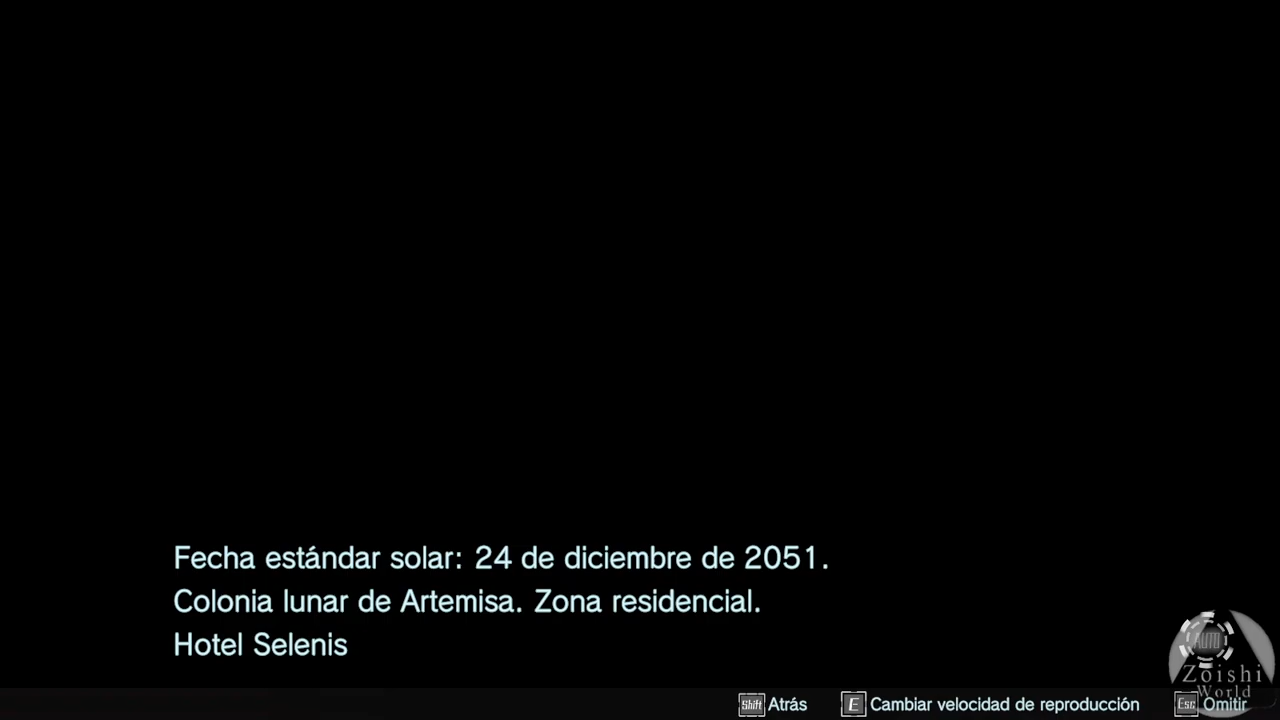 Fecha estándar solar: 24 de diciembre de 2051.
Colonia lunar de Artemisa. Zona residencial.
Hotel Selenis
AUTO
Zoishi
World
Shift Atrás E Cambiar velocidad de reproducción Esc Omitir